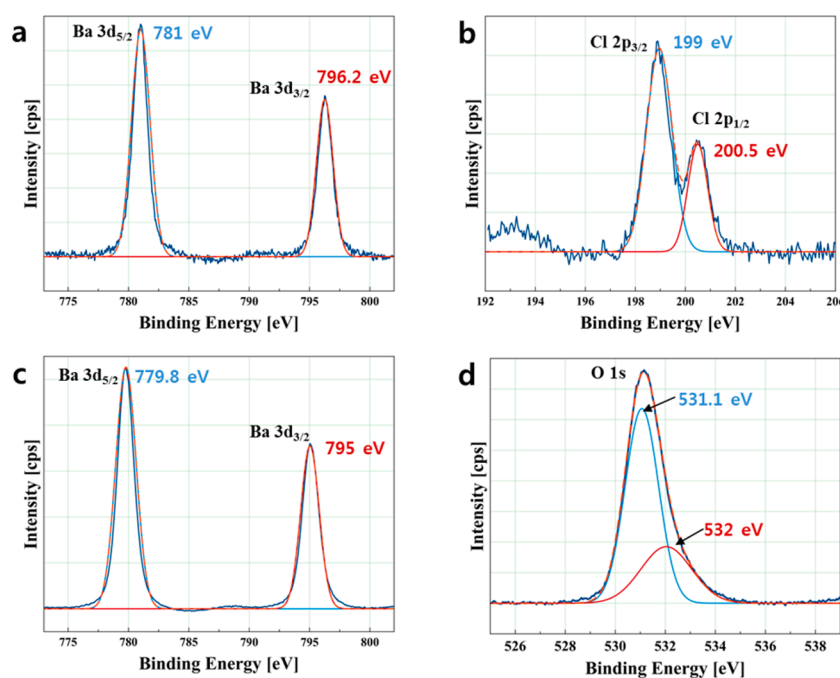 a
Ba 3d5/2
781 eV
796.2 eV
Ba 3d3/2
Intensity [cps]
775 780 785 790 795 800
Binding Energy [eV]
b
Cl 2p3/2
199 eV
Cl 2p1/2
200.5 eV
Intensity [cps]
192 194 196 198 200 202 204 206
Binding Energy [eV]
c
Ba 3d5/2
779.8 eV
Ba 3d3/2
795 eV
Intensity [cps]
775 780 785 790 795 800
Binding Energy [eV]
d
O 1s
531.1 eV
532 eV
Intensity [cps]
526 528 530 532 534 536 538
Binding Energy [eV]